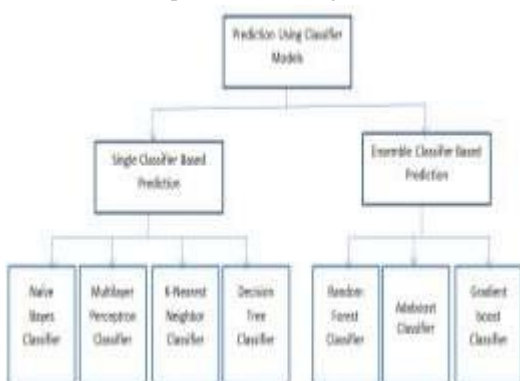 Prediction Using Classifier
Models
Single Classifier Based
Prediction
Ensemble Classifier Based
Prediction
Naive
Bayes
Classifier
Multilayer
Perceptron
Classifier
K-Nearest
Neighbor
Classifier
Decision
Tree
Classifier
Random
Forest
Classifier
Adaboost
Classifier
Gradient
boost
Classifier